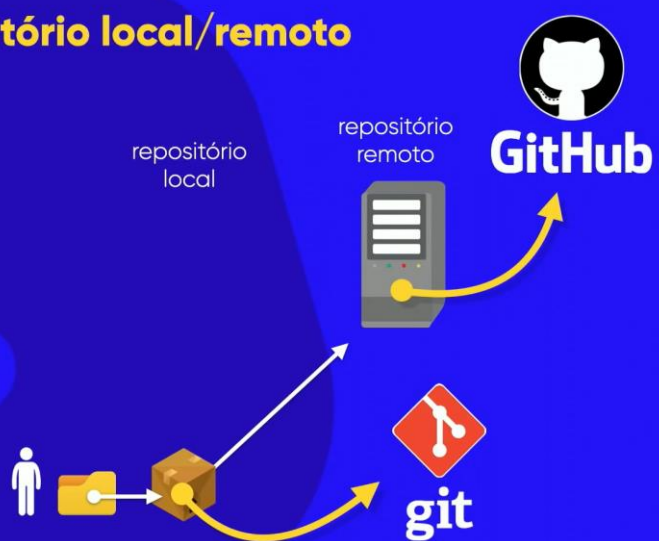 tório local/remoto
repositório
local
repositório
remoto
GitHub
git